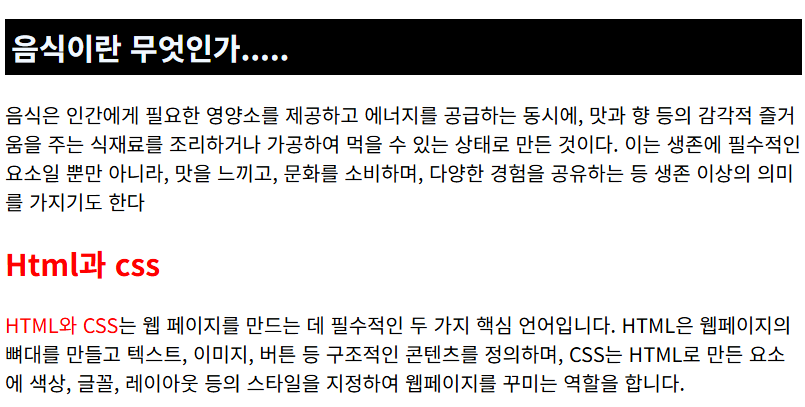 음식이란 무엇인가.....
음식은 인간에게 필요한 영양소를 제공하고 에너지를 공급하는 동시에, 맛과 향 등의 감각적 즐거
움을 주는 식재료를 조리하거나 가공하여 먹을 수 있는 상태로 만든 것이다. 이는 생존에 필수적인
요소일 뿐만 아니라, 맛을 느끼고, 문화를 소비하며, 다양한 경험을 공유하는 등 생존 이상의 의미
를 가지기도 한다
Html과 css
HTML와 CSS는 웹 페이지를 만드는 데 필수적인 두 가지 핵심 언어입니다. HTML은 웹페이지의
뼈대를 만들고 텍스트, 이미지, 버튼 등 구조적인 콘텐츠를 정의하며, CSS는 HTML로 만든 요소
에 색상, 글꼴, 레이아웃 등의 스타일을 지정하여 웹페이지를 꾸미는 역할을 합니다.